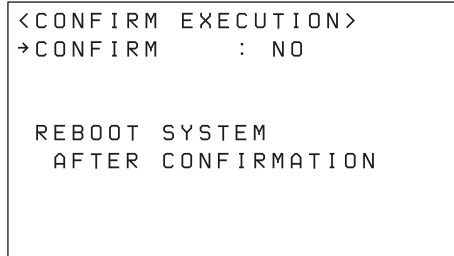 <CONFIRM EXECUTION>
→CONFIRM : NO
REBOOT SYSTEM
AFTER CONFIRMATION